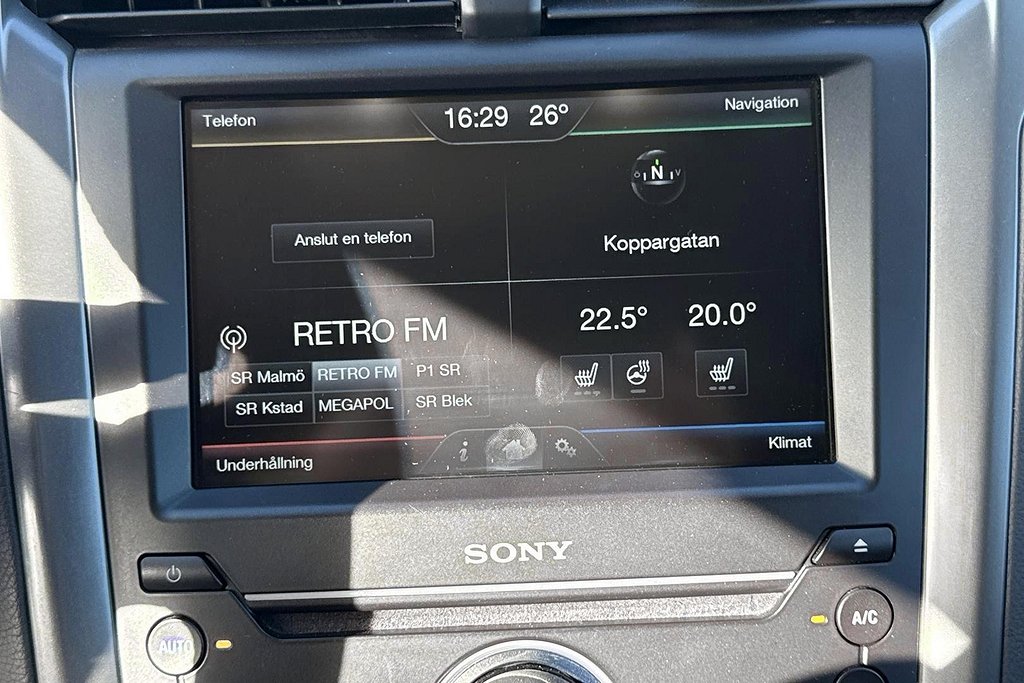 Telefon
16:29 26°
Navigation
Ö N V
Anslut en telefon
Koppargatan
RETRO FM
22.5° 20.0°
SR Malmö RETRO FM P1 SR
SR Kstad MEGAPOL SR Blek
i
Underhållning
Klimat
SONY
AUTO
A/C